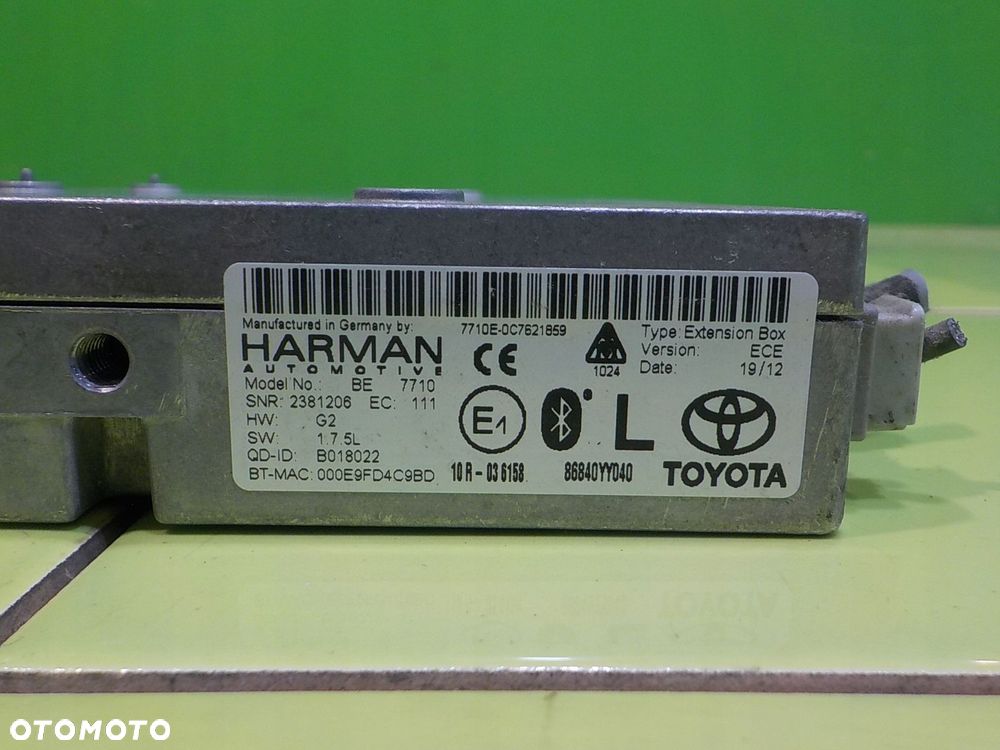 Manufactured in Germany by: 7710E-0C7621859
HARMAN
AUTOMOTIVE
CE
1024
Type: Extension Box
Version: ECE
Date: 19/12
Model No.: BE 7710
SNR: 2381206 EC: 111
HW: G2
SW: 1.7.5L
QD-ID: B018022
BT-MAC: 000E9FD4C9BD
E1
L
10 R - 03 6158
86840YY040
TOYOTA
OTOMOTO